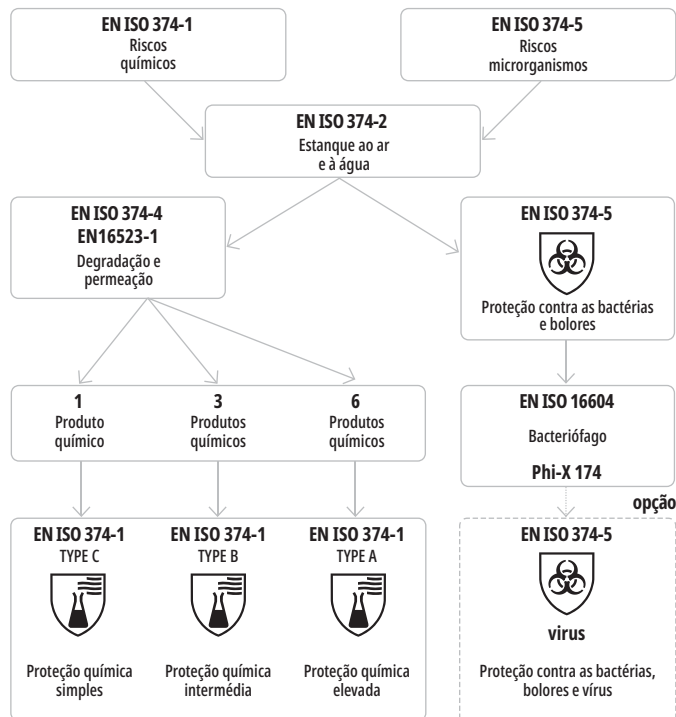 EN ISO 374-1
Riscos
químicos
EN ISO 374-5
Riscos
microrganismos
EN ISO 374-2
Estanque ao ar
e à água
EN ISO 374-4
EN16523-1
Degradação e
permeação
EN ISO 374-5
Proteção contra as bactérias
e bolores
1
Produto
químico
3
Produtos
químicos
6
Produtos
químicos
EN ISO 16604
Bacteriófago
Phi-X 174
opção
EN ISO 374-1
TYPE C
Proteção química
simples
EN ISO 374-1
TYPE B
Proteção química
intermédia
EN ISO 374-1
TYPE A
Proteção química
elevada
EN ISO 374-5
virus
Proteção contra as bactérias,
bolores e vírus